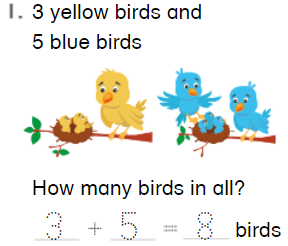 1. 3 yellow birds and
5 blue birds
How many birds in all?
3 + 5 = 8 birds